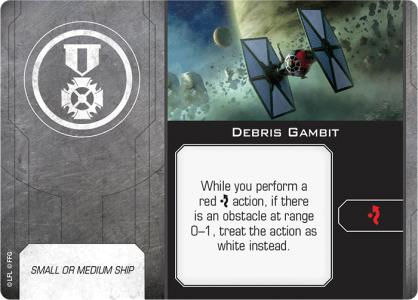 DEBRIS GAMBIT
While you perform a
red action, if there
is an obstacle at range
0–1, treat the action as
white instead.
SMALL OR MEDIUM SHIP
© LFL © FFG